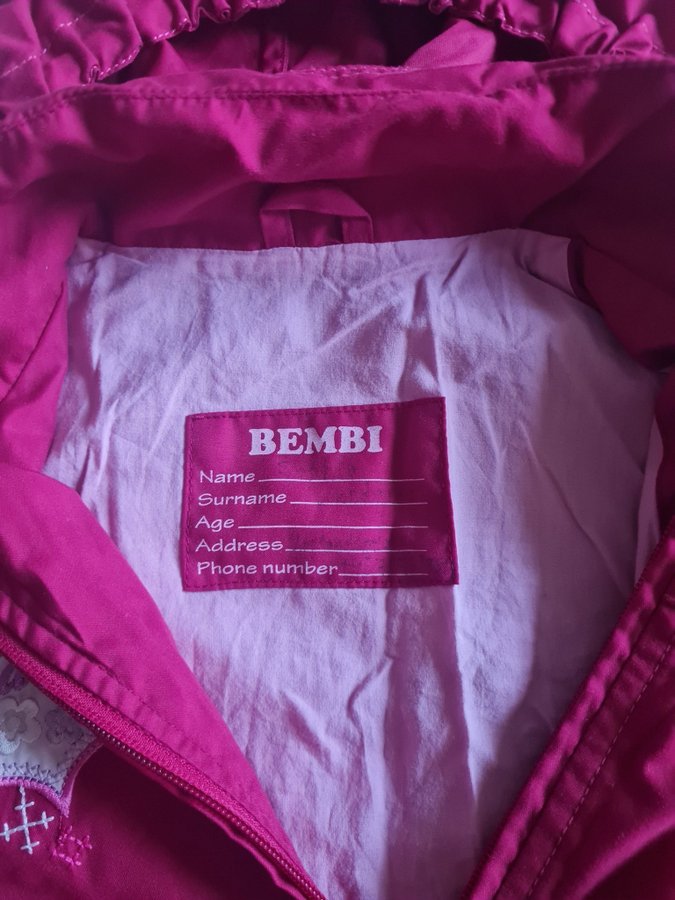 BEMBI
Name
Surname
Age
Address
Phone number